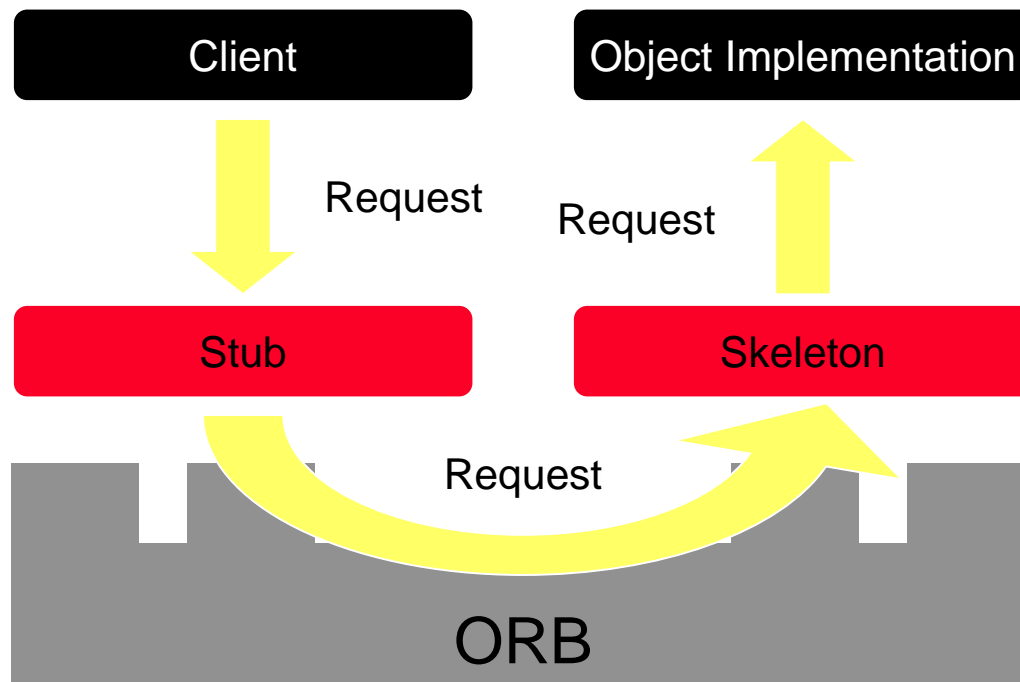 Client
Object Implementation
Request
Request
Stub
Skeleton
Request
ORB